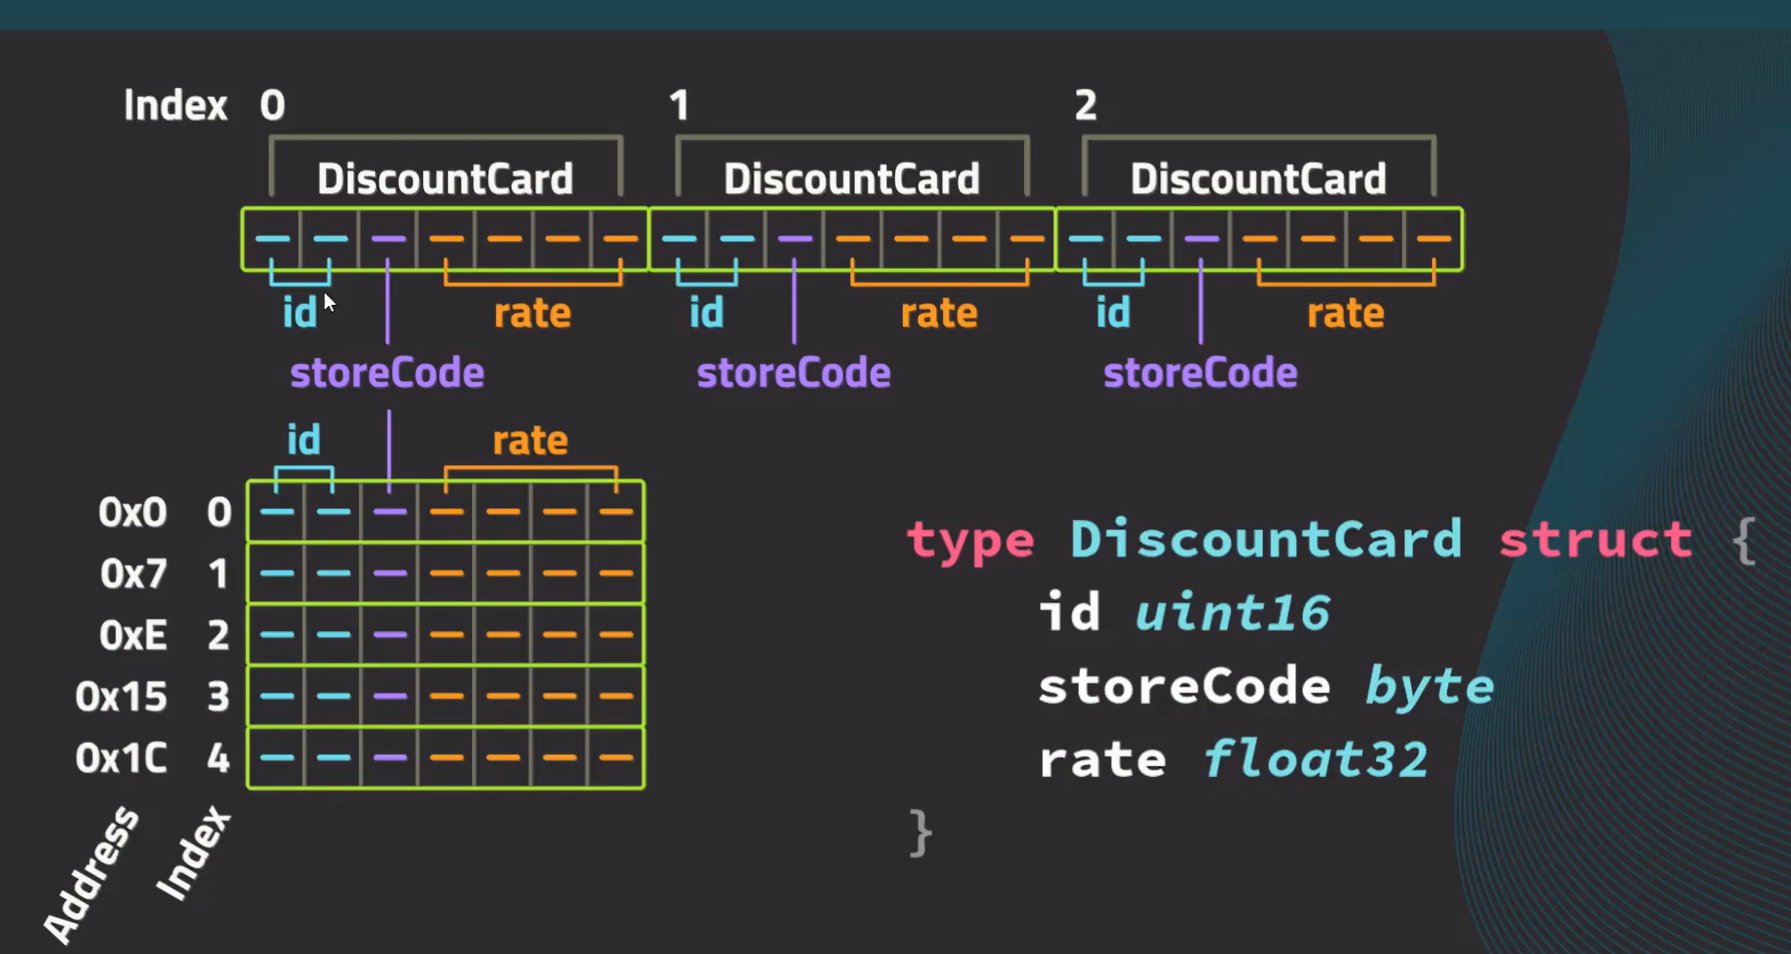 Index 0 1 2
DiscountCard DiscountCard DiscountCard
id rate id rate id rate
storeCode storeCode storeCode
id rate
0x0 0
0x7 1
0xE 2
0x15 3
0x1C 4
Address Index
type DiscountCard struct {
id uint16
storeCode byte
rate float32
}